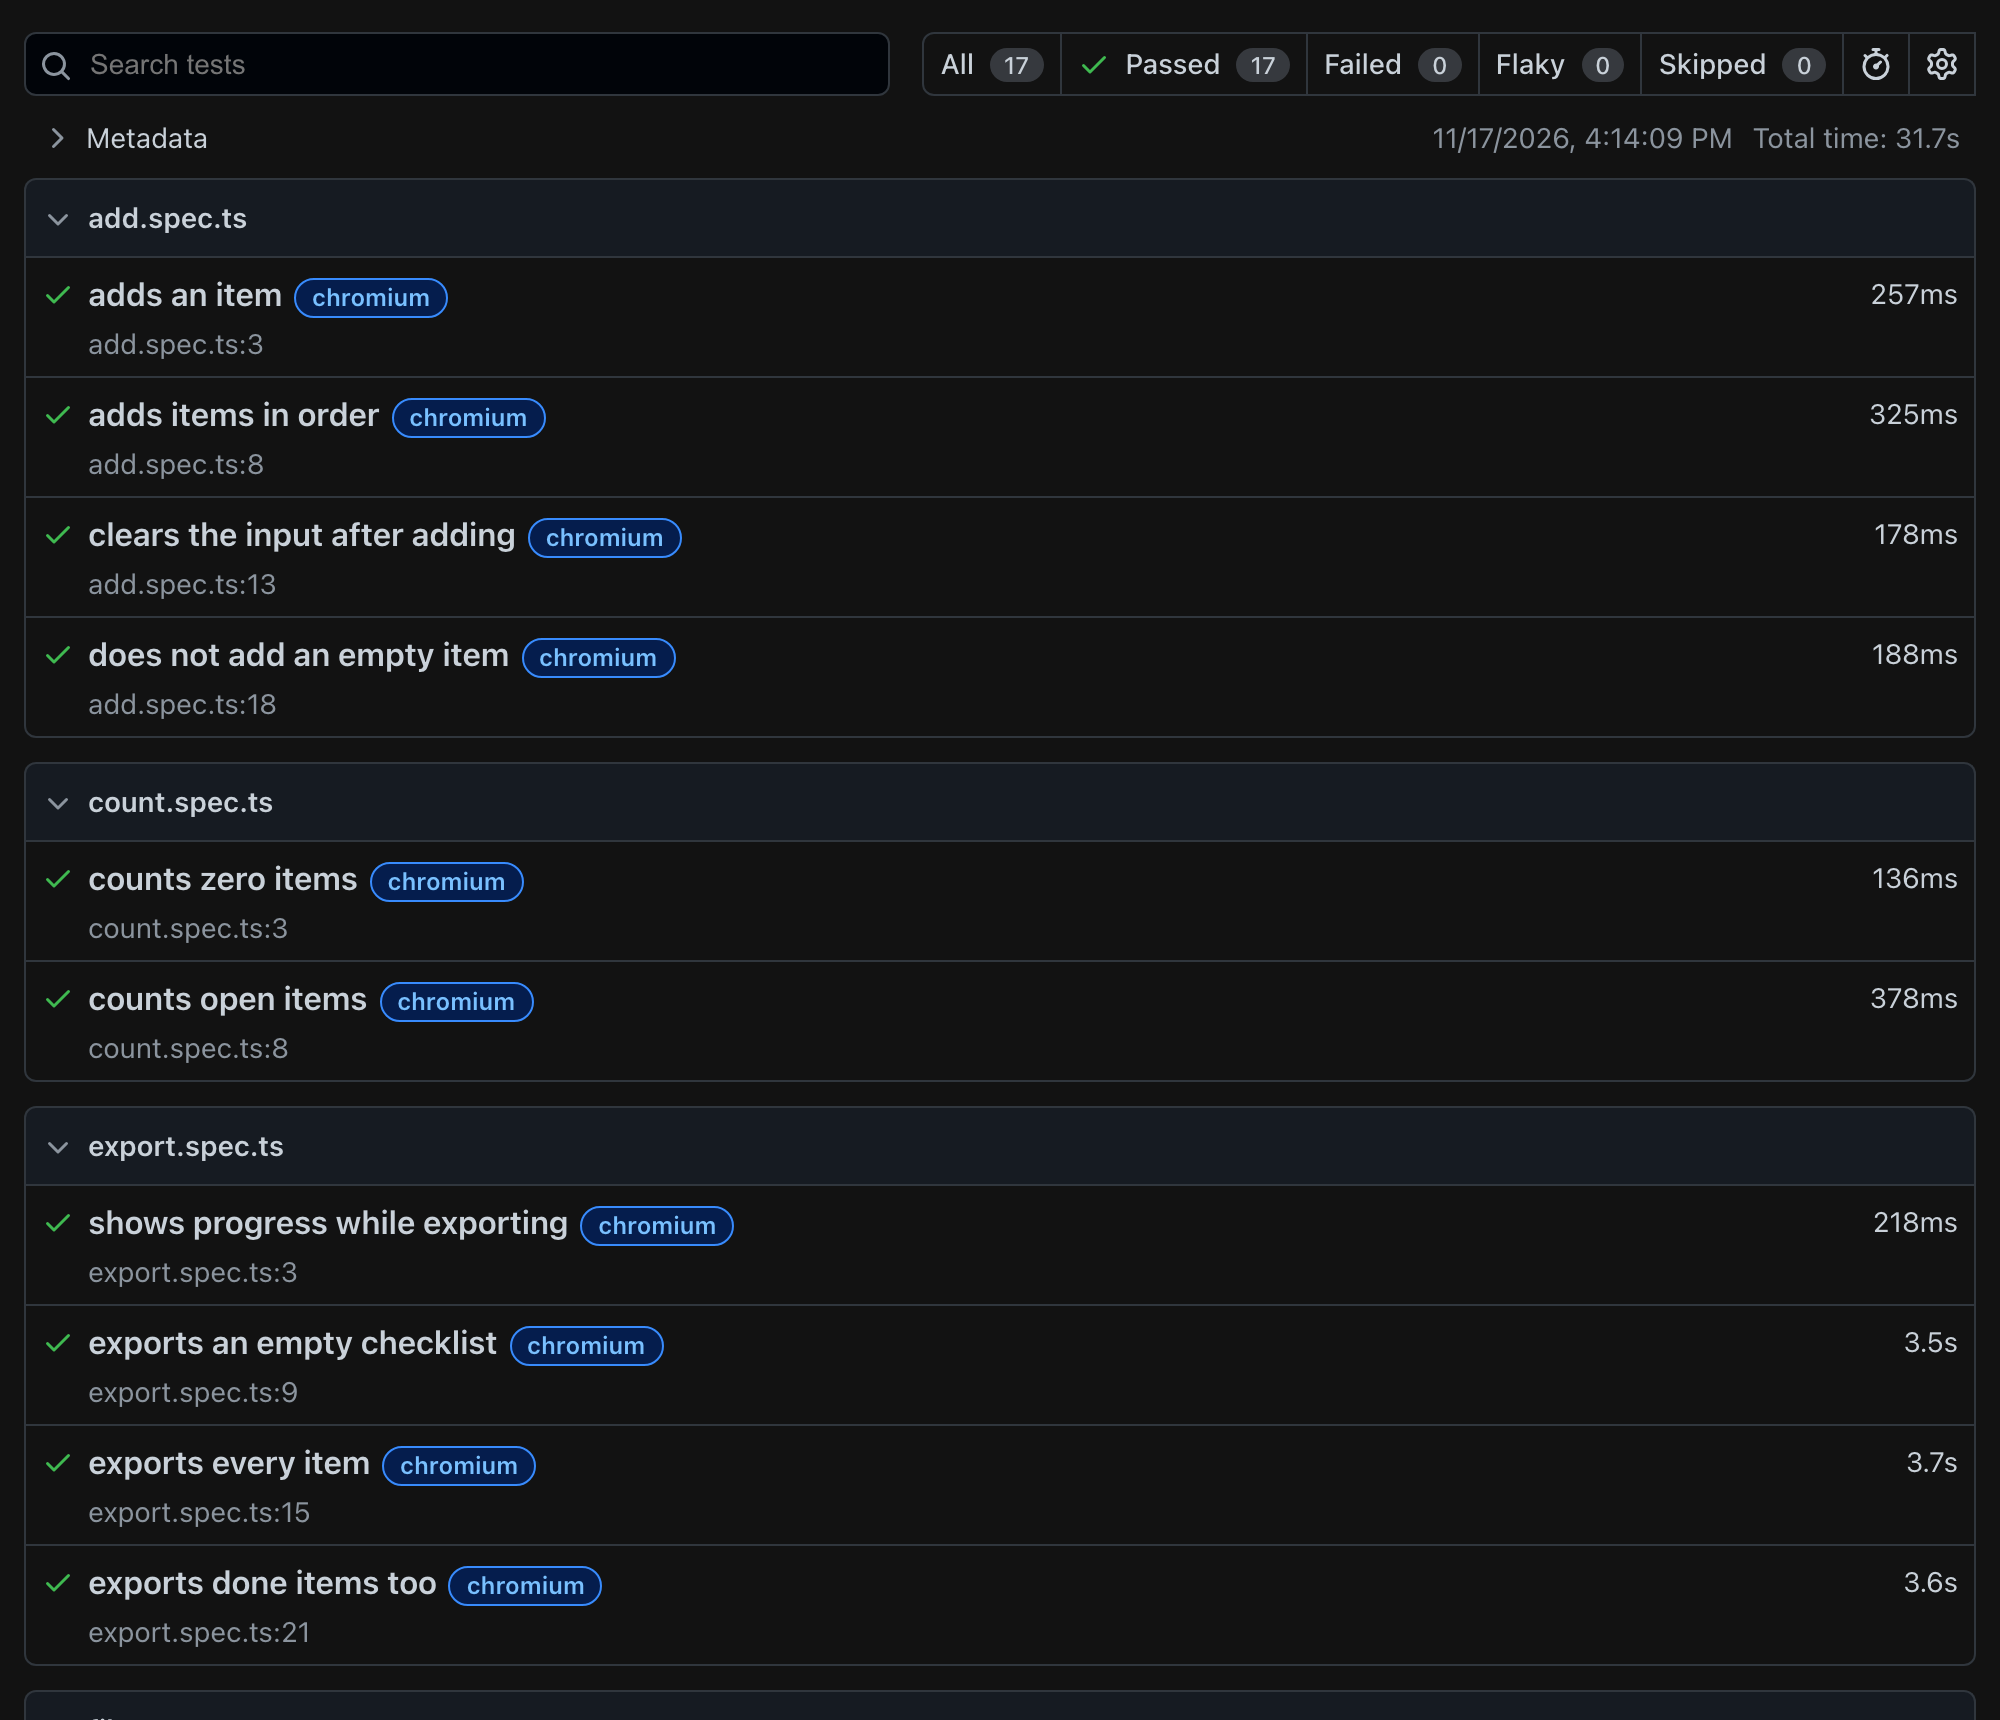 Search tests
All 17 Passed 17 Failed 0 Flaky 0 Skipped 0
Metadata 11/17/2026, 4:14:09 PM Total time: 31.7s
add.spec.ts
adds an item chromium 257ms
add.spec.ts:3
adds items in order chromium 325ms
add.spec.ts:8
clears the input after adding chromium 178ms
add.spec.ts:13
does not add an empty item chromium 188ms
add.spec.ts:18
count.spec.ts
counts zero items chromium 136ms
count.spec.ts:3
counts open items chromium 378ms
count.spec.ts:8
export.spec.ts
shows progress while exporting chromium 218ms
export.spec.ts:3
exports an empty checklist chromium 3.5s
export.spec.ts:9
exports every item chromium 3.7s
export.spec.ts:15
exports done items too chromium 3.6s
export.spec.ts:21